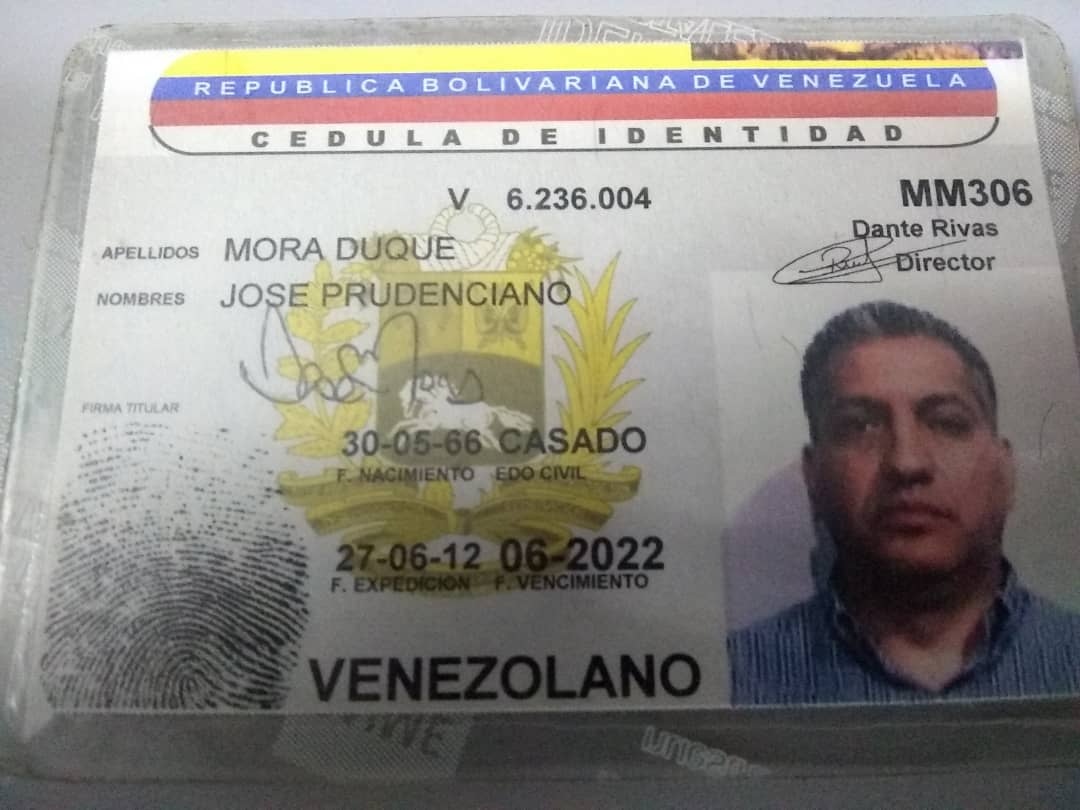 REPUBLICA BOLIVARIANA DE VENEZUELA
CEDULA DE IDENTIDAD
V 6.236.004
MM306
Dante Rivas
Director
APELLIDOS MORA DUQUE
NOMBRES JOSE PRUDENCIANO
FIRMA TITULAR
30-05-66 CASADO
F. NACIMIENTO EDO CIVIL
27-06-12 06-2022
F. EXPEDICION F. VENCIMIENTO
VENEZOLANO